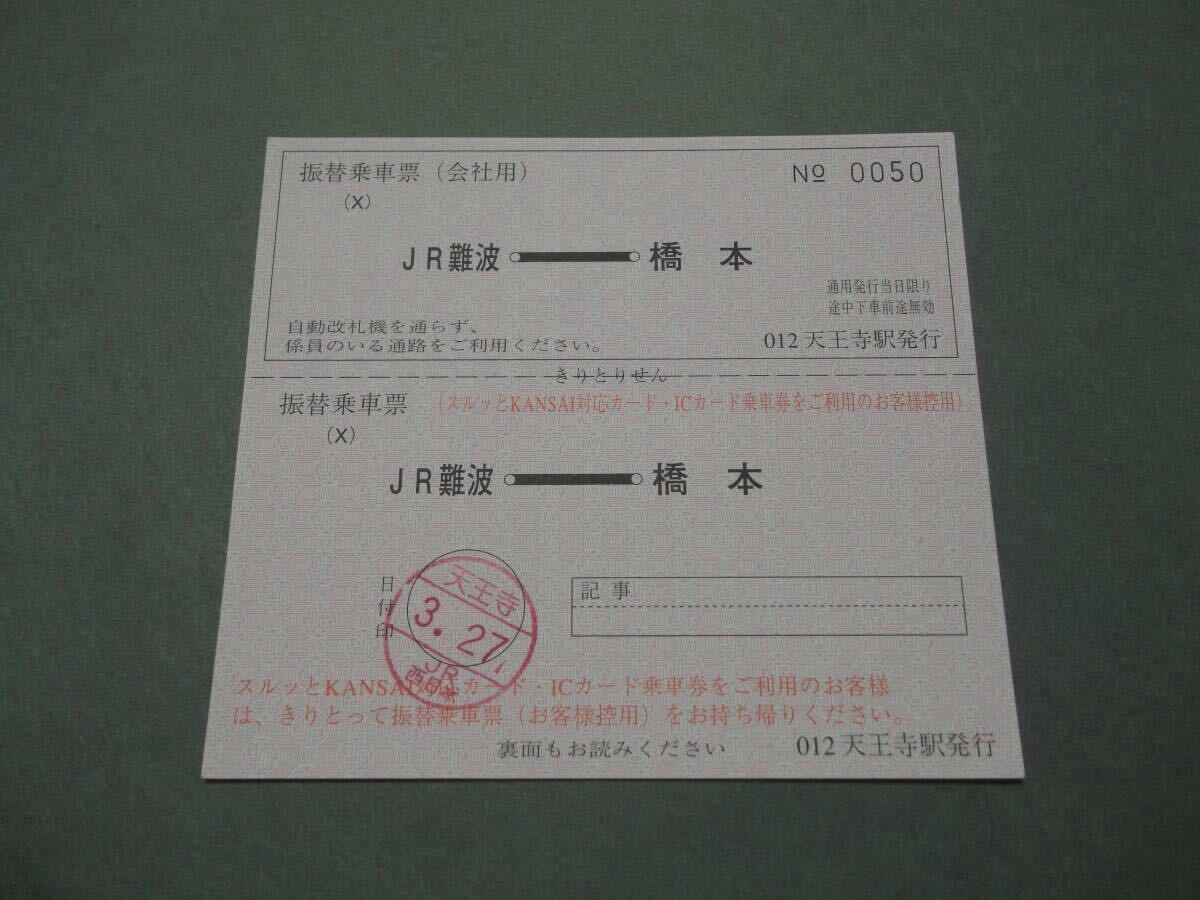 振替乗車票（会社用）
№ 0050
（X）
ＪＲ難波 橋本
通用発行当日限り
途中下車前途無効
自動改札機を通らず、
係員のいる通路をご利用ください。
012 天王寺駅発行
きりとりせん
振替乗車票 （スルッとKANSAI対応カード・ICカード乗車券をご利用のお客様控用）
（X）
ＪＲ難波 橋本
日付印
天王寺
3.27
JR
西日本
記事
スルッとKANSAI対応カード・ICカード乗車券をご利用のお客様
は、きりとって振替乗車票（お客様控用）をお持ち帰りください。
裏面もお読みください
012 天王寺駅発行